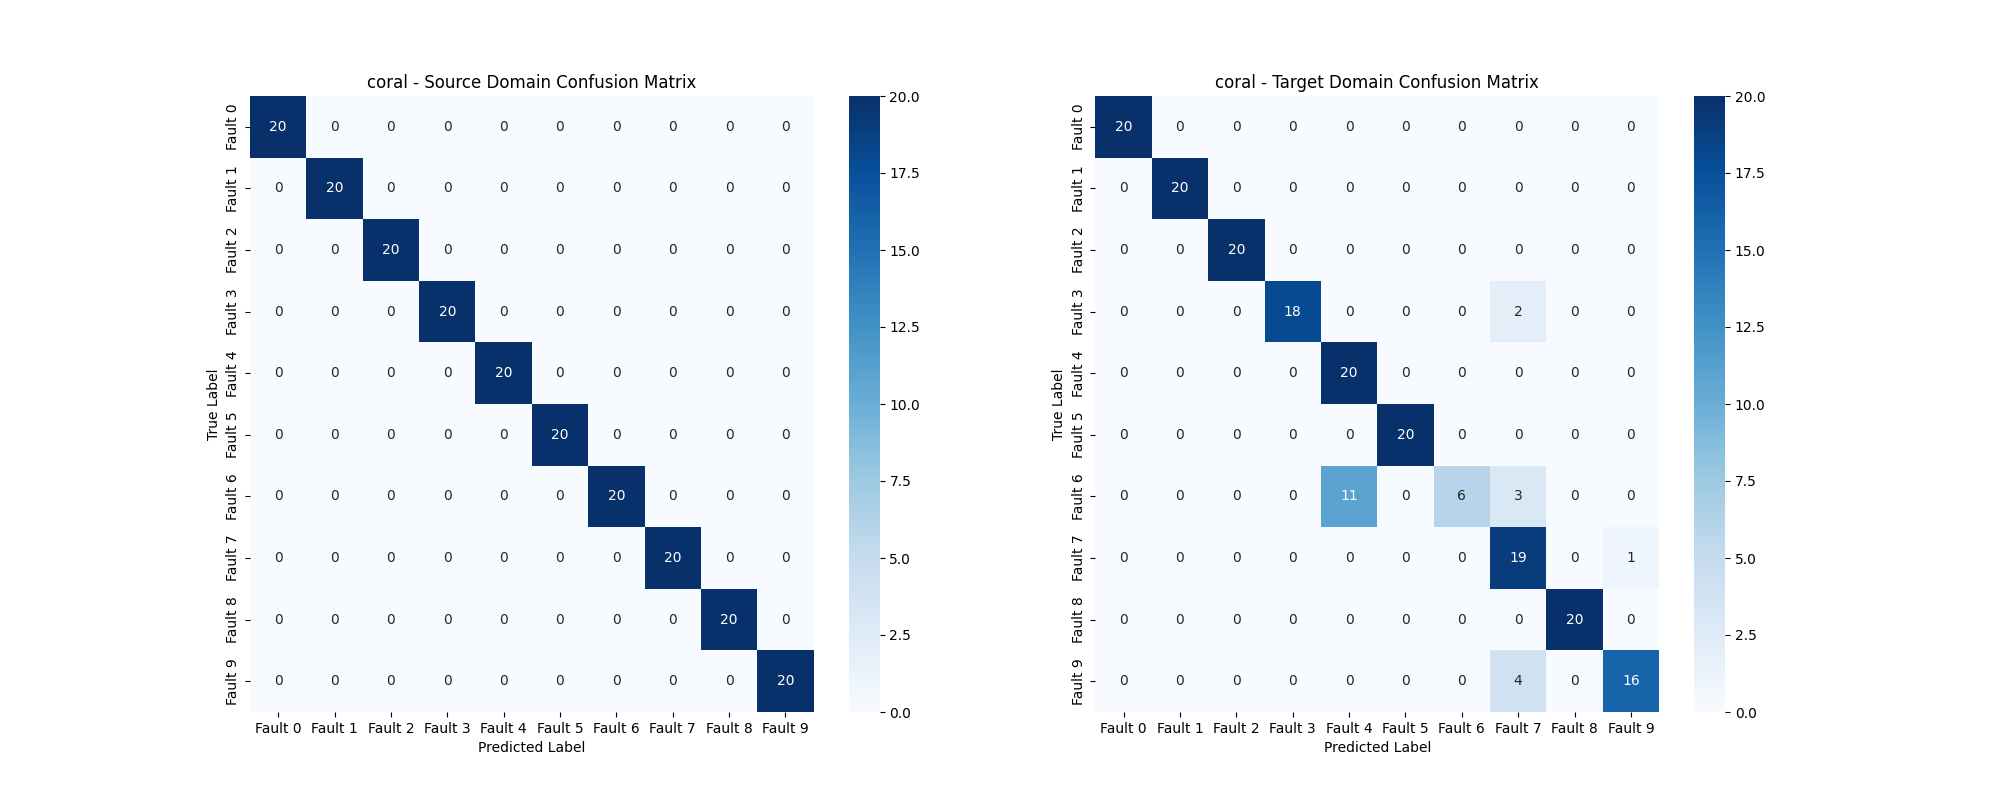 coral - Source Domain Confusion Matrix
True Label
Fault 0 20 0 0 0 0 0 0 0 0 0
Fault 1 0 20 0 0 0 0 0 0 0 0
Fault 2 0 0 20 0 0 0 0 0 0 0
Fault 3 0 0 0 20 0 0 0 0 0 0
Fault 4 0 0 0 0 20 0 0 0 0 0
Fault 5 0 0 0 0 0 20 0 0 0 0
Fault 6 0 0 0 0 0 0 20 0 0 0
Fault 7 0 0 0 0 0 0 0 20 0 0
Fault 8 0 0 0 0 0 0 0 0 20 0
Fault 9 0 0 0 0 0 0 0 0 0 20
Fault 0 Fault 1 Fault 2 Fault 3 Fault 4 Fault 5 Fault 6 Fault 7 Fault 8 Fault 9
Predicted Label
20.0
17.5
15.0
12.5
10.0
7.5
5.0
2.5
0.0
coral - Target Domain Confusion Matrix
True Label
Fault 0 20 0 0 0 0 0 0 0 0 0
Fault 1 0 20 0 0 0 0 0 0 0 0
Fault 2 0 0 20 0 0 0 0 0 0 0
Fault 3 0 0 0 18 0 0 0 2 0 0
Fault 4 0 0 0 0 20 0 0 0 0 0
Fault 5 0 0 0 0 0 20 0 0 0 0
Fault 6 0 0 0 0 11 0 6 3 0 0
Fault 7 0 0 0 0 0 0 0 19 0 1
Fault 8 0 0 0 0 0 0 0 0 20 0
Fault 9 0 0 0 0 0 0 0 4 0 16
Fault 0 Fault 1 Fault 2 Fault 3 Fault 4 Fault 5 Fault 6 Fault 7 Fault 8 Fault 9
Predicted Label
20.0
17.5
15.0
12.5
10.0
7.5
5.0
2.5
0.0